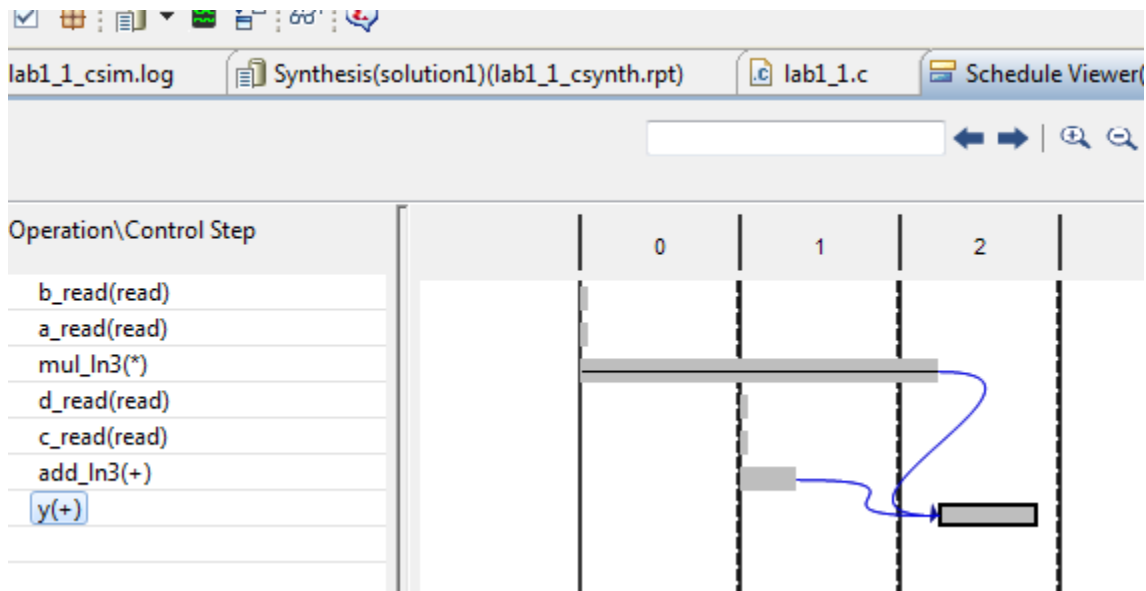 lab1_1_csim.log
Synthesis(solution1)(lab1_1_csynth.rpt)
lab1_1.c
Schedule Viewer(
Operation\Control Step
0
1
2
b_read(read)
a_read(read)
mul_ln3(*)
d_read(read)
c_read(read)
add_ln3(+)
y(+)